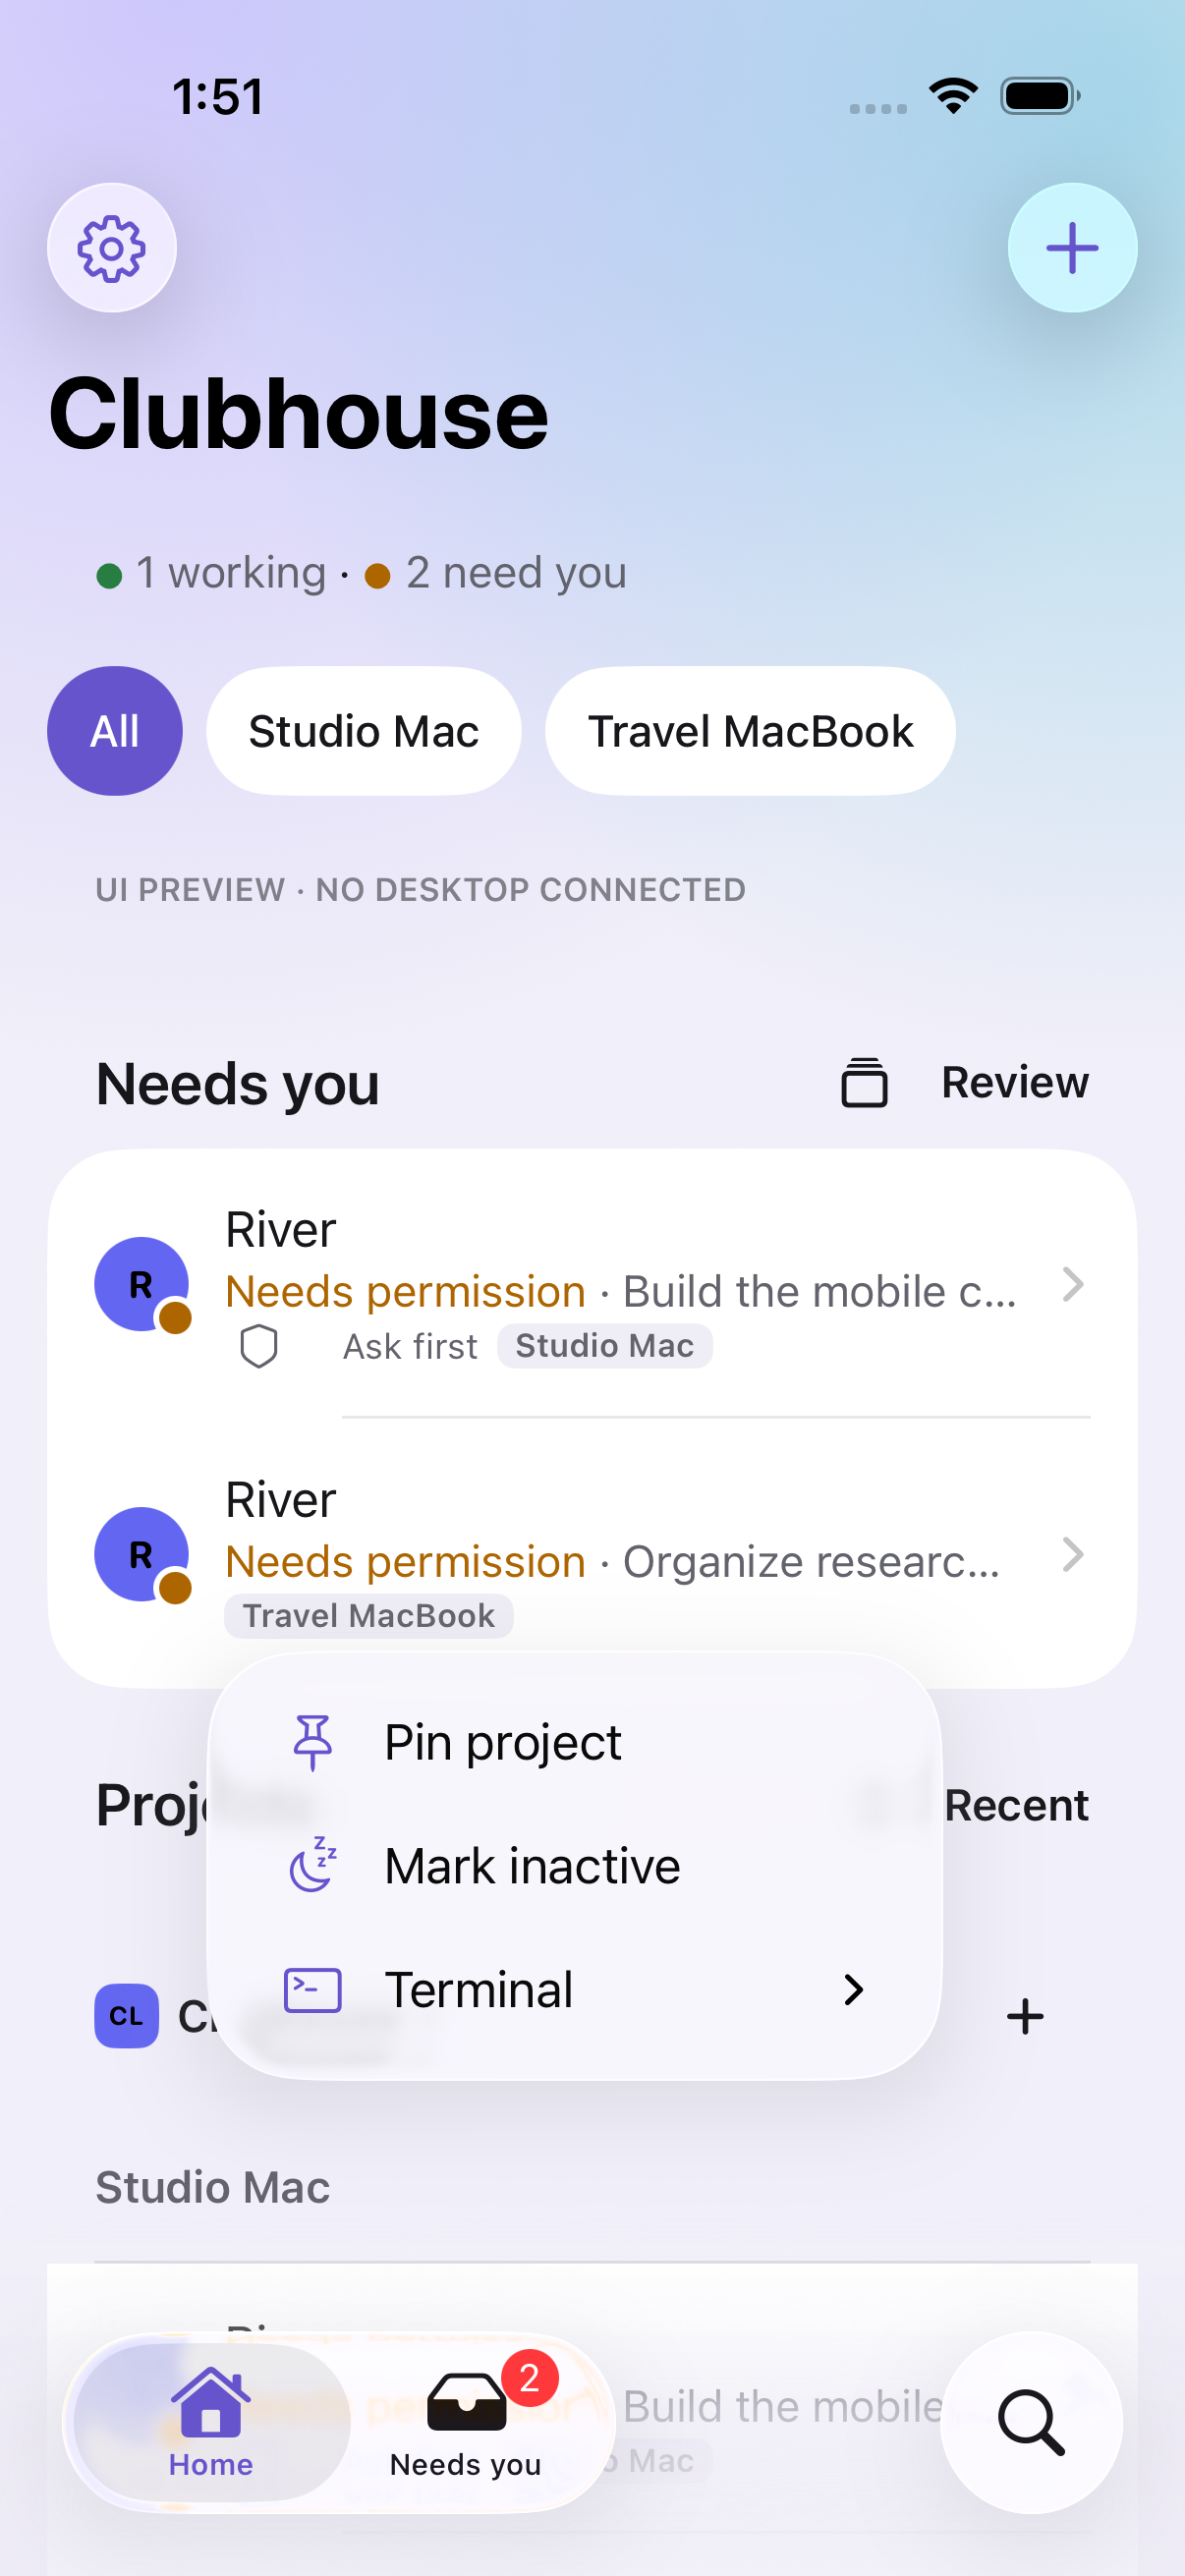 1:51
Clubhouse
1 working · 2 need you
All
Studio Mac
Travel MacBook
UI PREVIEW · NO DESKTOP CONNECTED
Needs you
Review
R
River
Needs permission · Build the mobile c...
Ask first
Studio Mac
R
River
Needs permission · Organize researc...
Travel MacBook
Pin project
Recent
Mark inactive
Terminal
CL
Studio Mac
Build the mobile
Mac
2
Home
Needs you